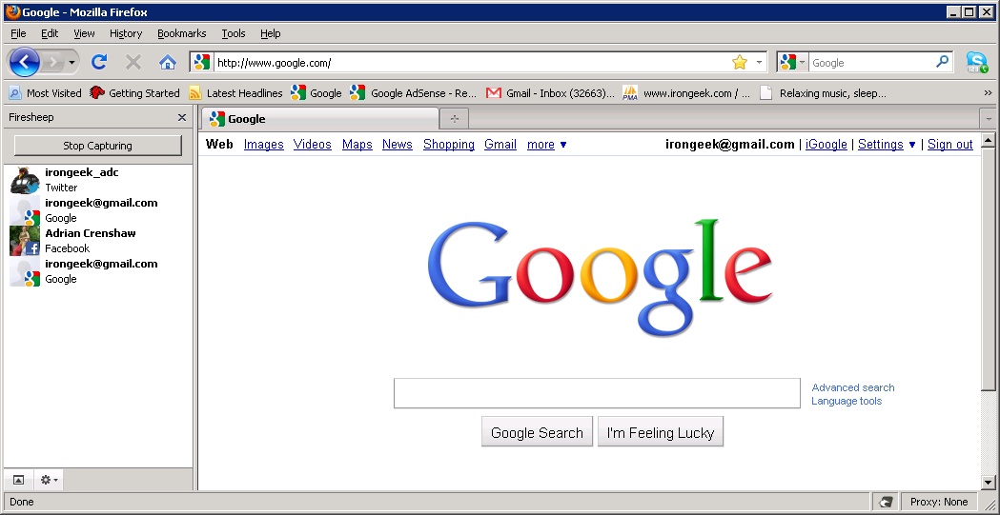 Google - Mozilla Firefox
File Edit View History Bookmarks Tools Help
http://www.google.com/ Google
Most Visited Getting Started Latest Headlines Google Google AdSense - Re... Gmail - Inbox (32663)... PMA www.irongeek.com / ... Relaxing music, sleep... »
Firesheep
Google
Stop Capturing
Web Images Videos Maps News Shopping Gmail more ▼ irongeek@gmail.com | iGoogle | Settings ▼ | Sign out
irongeek_adc
Twitter
irongeek@gmail.com
Google
Adrian Crenshaw
Facebook
irongeek@gmail.com
Google
Google
Advanced search
Language tools
Google Search I'm Feeling Lucky
Done Proxy: None